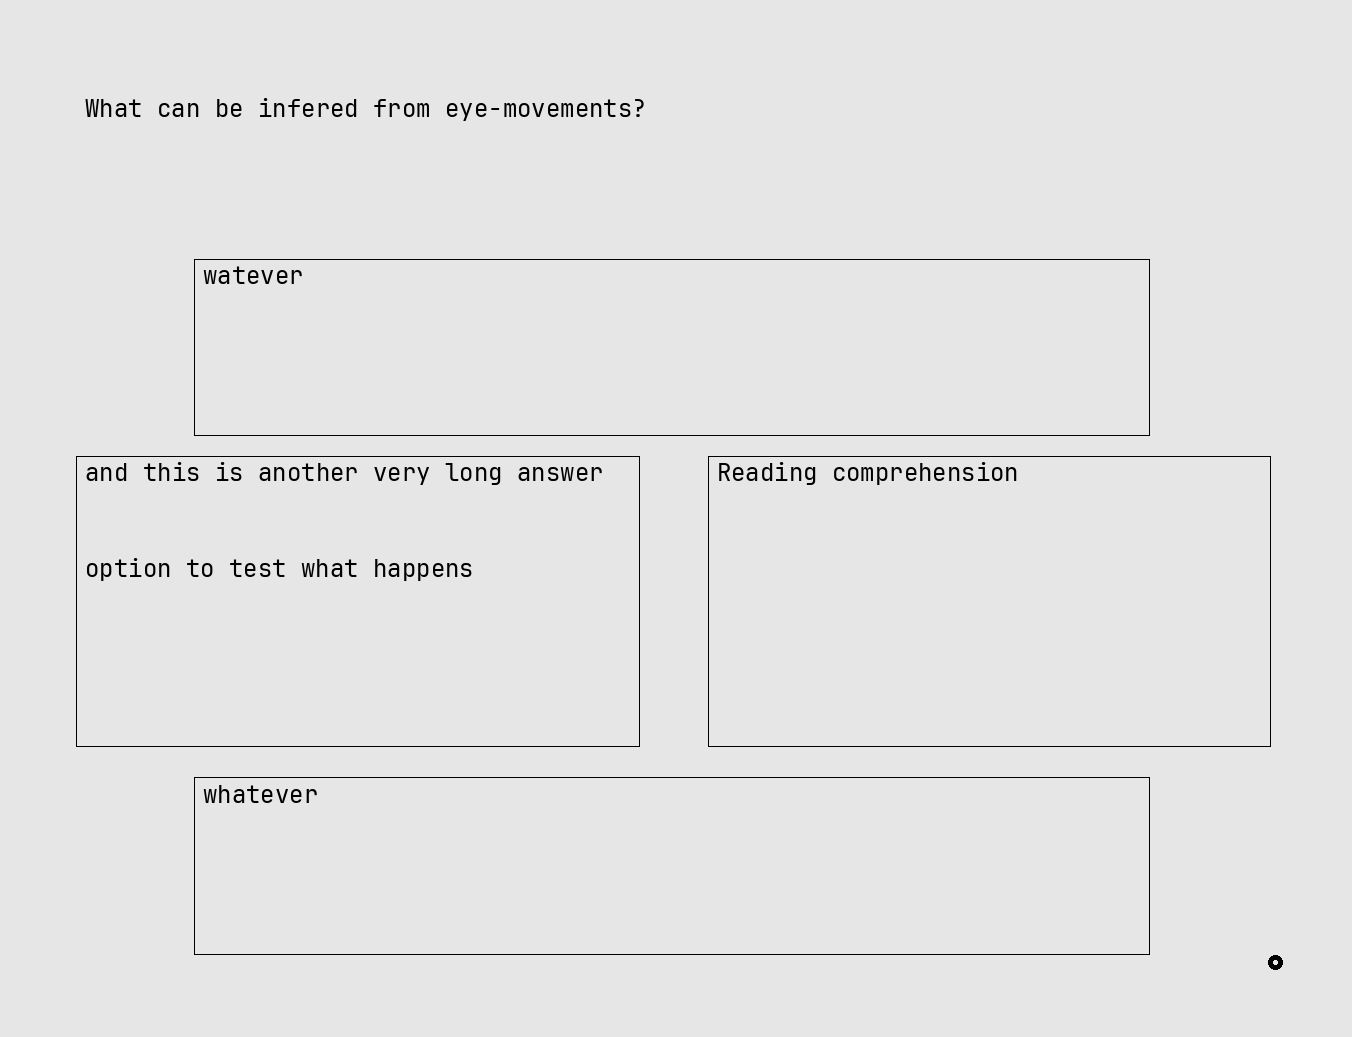 What can be infered from eye-movements?
watever
and this is another very long answer
option to test what happens
Reading comprehension
whatever